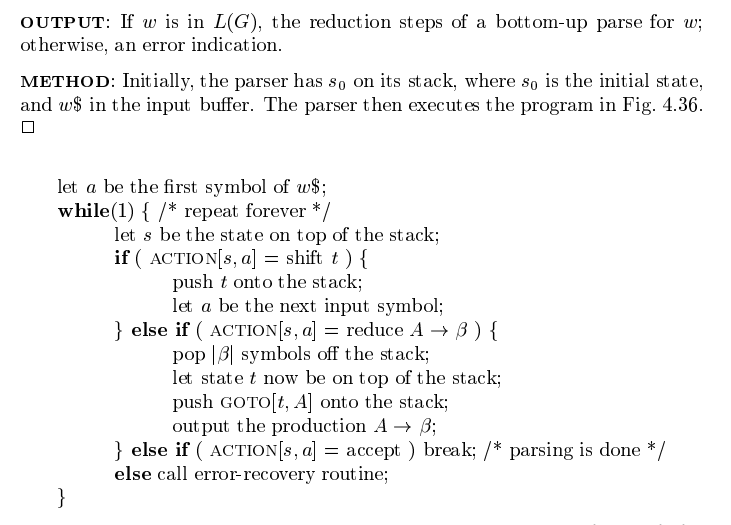 OUTPUT: If w is in L(G), the reduction steps of a bottom-up parse for w;
otherwise, an error indication.
METHOD: Initially, the parser has s₀ on its stack, where s₀ is the initial state,
and w$ in the input buffer. The parser then executes the program in Fig. 4.36.
□
let a be the first symbol of w$;
while(1) { /* repeat forever */
let s be the state on top of the stack;
if ( ACTION[s, a] = shift t ) {
push t onto the stack;
let a be the next input symbol;
} else if ( ACTION[s, a] = reduce A → β ) {
pop |β| symbols off the stack;
let state t now be on top of the stack;
push GOTO[t, A] onto the stack;
output the production A → β;
} else if ( ACTION[s, a] = accept ) break; /* parsing is done */
else call error-recovery routine;
}